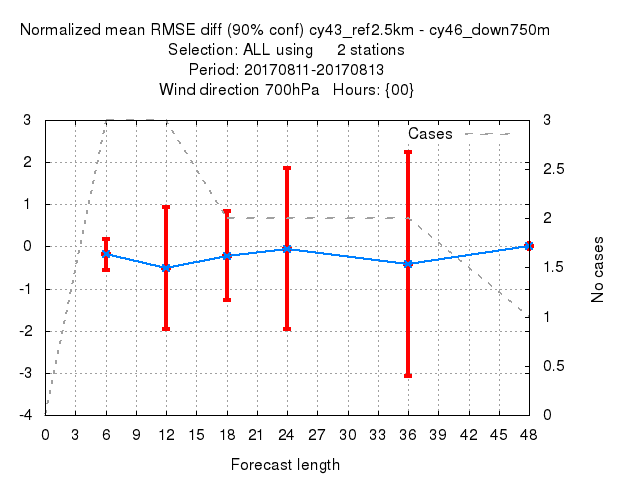 Normalized mean RMSE diff (90% conf) cy43_ref2.5km - cy46_down750m
Selection: ALL using 2 stations
Period: 20170811-20170813
Wind direction 700hPa Hours: {00}
Cases
3
2
1
0
-1
-2
-3
-4
3
2.5
2
1.5
1
0.5
0
No cases
0 3 6 9 12 15 18 21 24 27 30 33 36 39 42 45 48
Forecast length